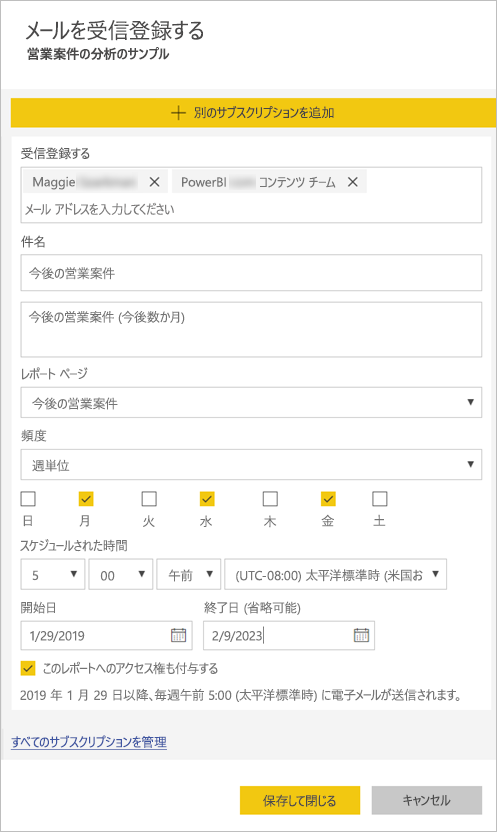 メールを受信登録する
営業案件の分析のサンプル
別のサブスクリプションを追加
受信登録する
Maggie PowerBI コンテンツ チーム
メール アドレスを入力してください
件名
今後の営業案件
今後の営業案件 (今後数か月)
レポート ページ
今後の営業案件
頻度
週単位
日 月 火 水 木 金 土
スケジュールされた時間
5 00 午前 (UTC-08:00) 太平洋標準時 (米国お
開始日 終了日 (省略可能)
1/29/2019 2/9/2023
このレポートへのアクセス権も付与する
2019 年 1 月 29 日以降、毎週午前 5:00 (太平洋標準時) に電子メールが送信されます。
すべてのサブスクリプションを管理
保存して閉じる キャンセル